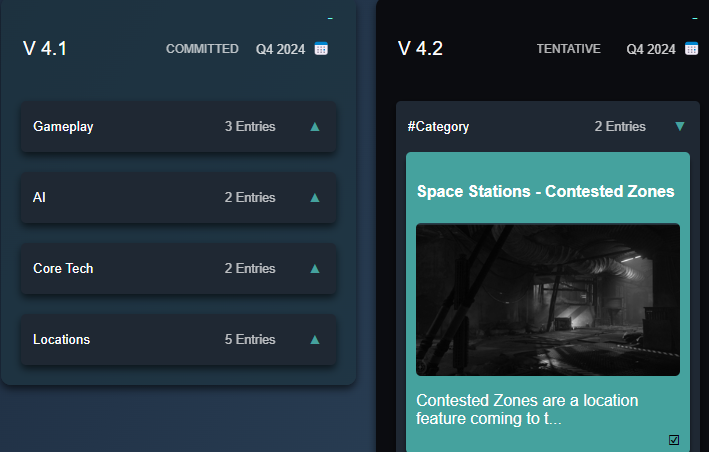 V 4.1 COMMITTED Q4 2024
Gameplay 3 Entries
AI 2 Entries
Core Tech 2 Entries
Locations 5 Entries
V 4.2 TENTATIVE Q4 2024
#Category 2 Entries
Space Stations - Contested Zones
Contested Zones are a location
feature coming to t...